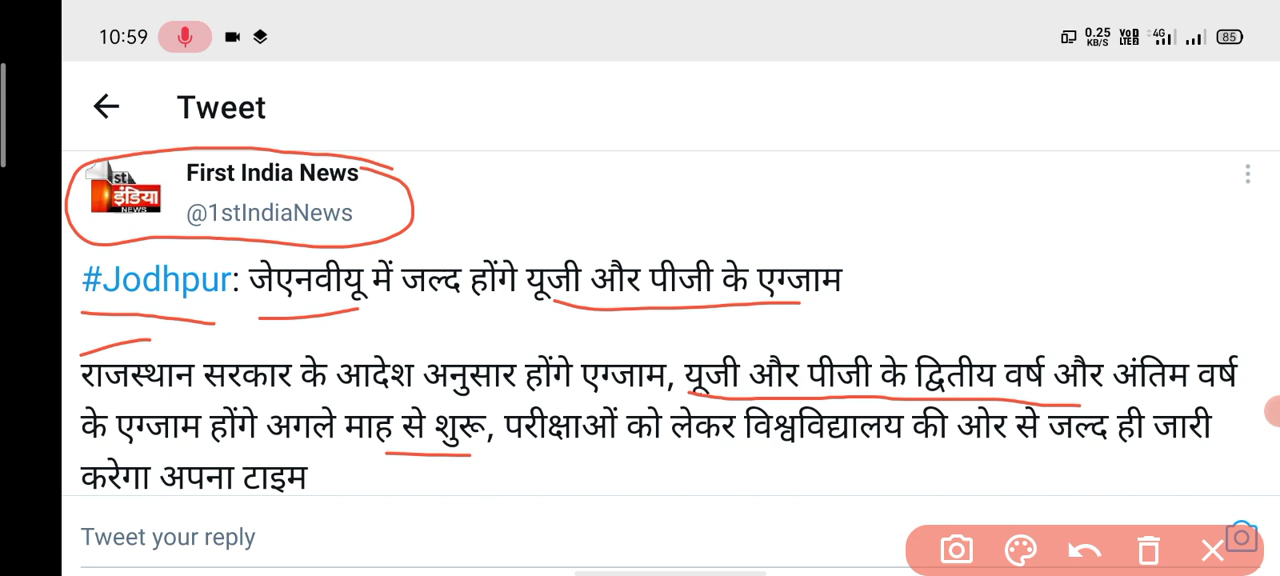 10:59 0.25 KB/S VoD LTE2 4G 85
Tweet
1st इंडिया NEWS
First India News
@1stIndiaNews
#Jodhpur: जेएनवीयू में जल्द होंगे यूजी और पीजी के एग्जाम
राजस्थान सरकार के आदेश अनुसार होंगे एग्जाम, यूजी और पीजी के द्वितीय वर्ष और अंतिम वर्ष
के एग्जाम होंगे अगले माह से शुरू, परीक्षाओं को लेकर विश्वविद्यालय की ओर से जल्द ही जारी
करेगा अपना टाइम
Tweet your reply